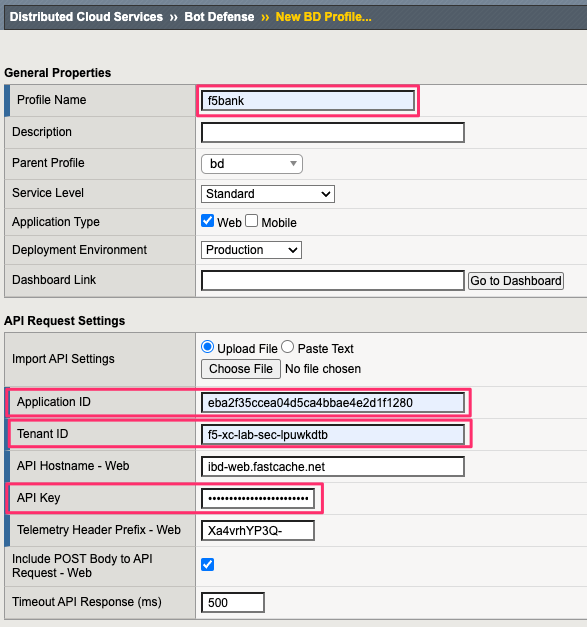 Distributed Cloud Services ›› Bot Defense ›› New BD Profile...
General Properties
Profile Name f5bank
Description
Parent Profile bd
Service Level Standard
Application Type Web Mobile
Deployment Environment Production
Dashboard Link Go to Dashboard
API Request Settings
Import API Settings Upload File Paste Text
Choose File No file chosen
Application ID eba2f35ccea04d5ca4bbae4e2d1f1280
Tenant ID f5-xc-lab-sec-lpuwkdtb
API Hostname - Web ibd-web.fastcache.net
API Key ••••••••••••••••••••••••
Telemetry Header Prefix - Web Xa4vrhYP3Q-
Include POST Body to API
Request - Web
Timeout API Response (ms) 500